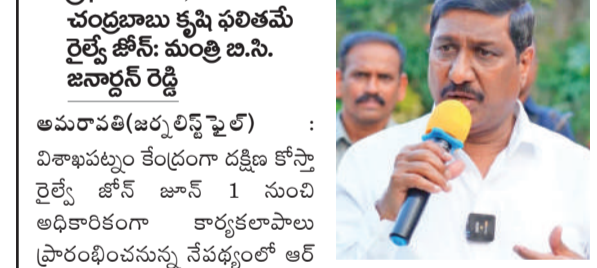 చంద్రబాబు కృషి ఫలితమే
రైల్వే జోన్: మంత్రి బి.సి.
జనార్దన్ రెడ్డి
అమరావతి(జర్నలిస్ట్ ఫైల్) :
విశాఖపట్నం కేంద్రంగా దక్షిణ కోస్తా
రైల్వే జోన్ జూన్ 1 నుంచి
అధికారికంగా కార్యకలాపాలు
ప్రారంభించనున్న నేపథ్యంలో ఆర్